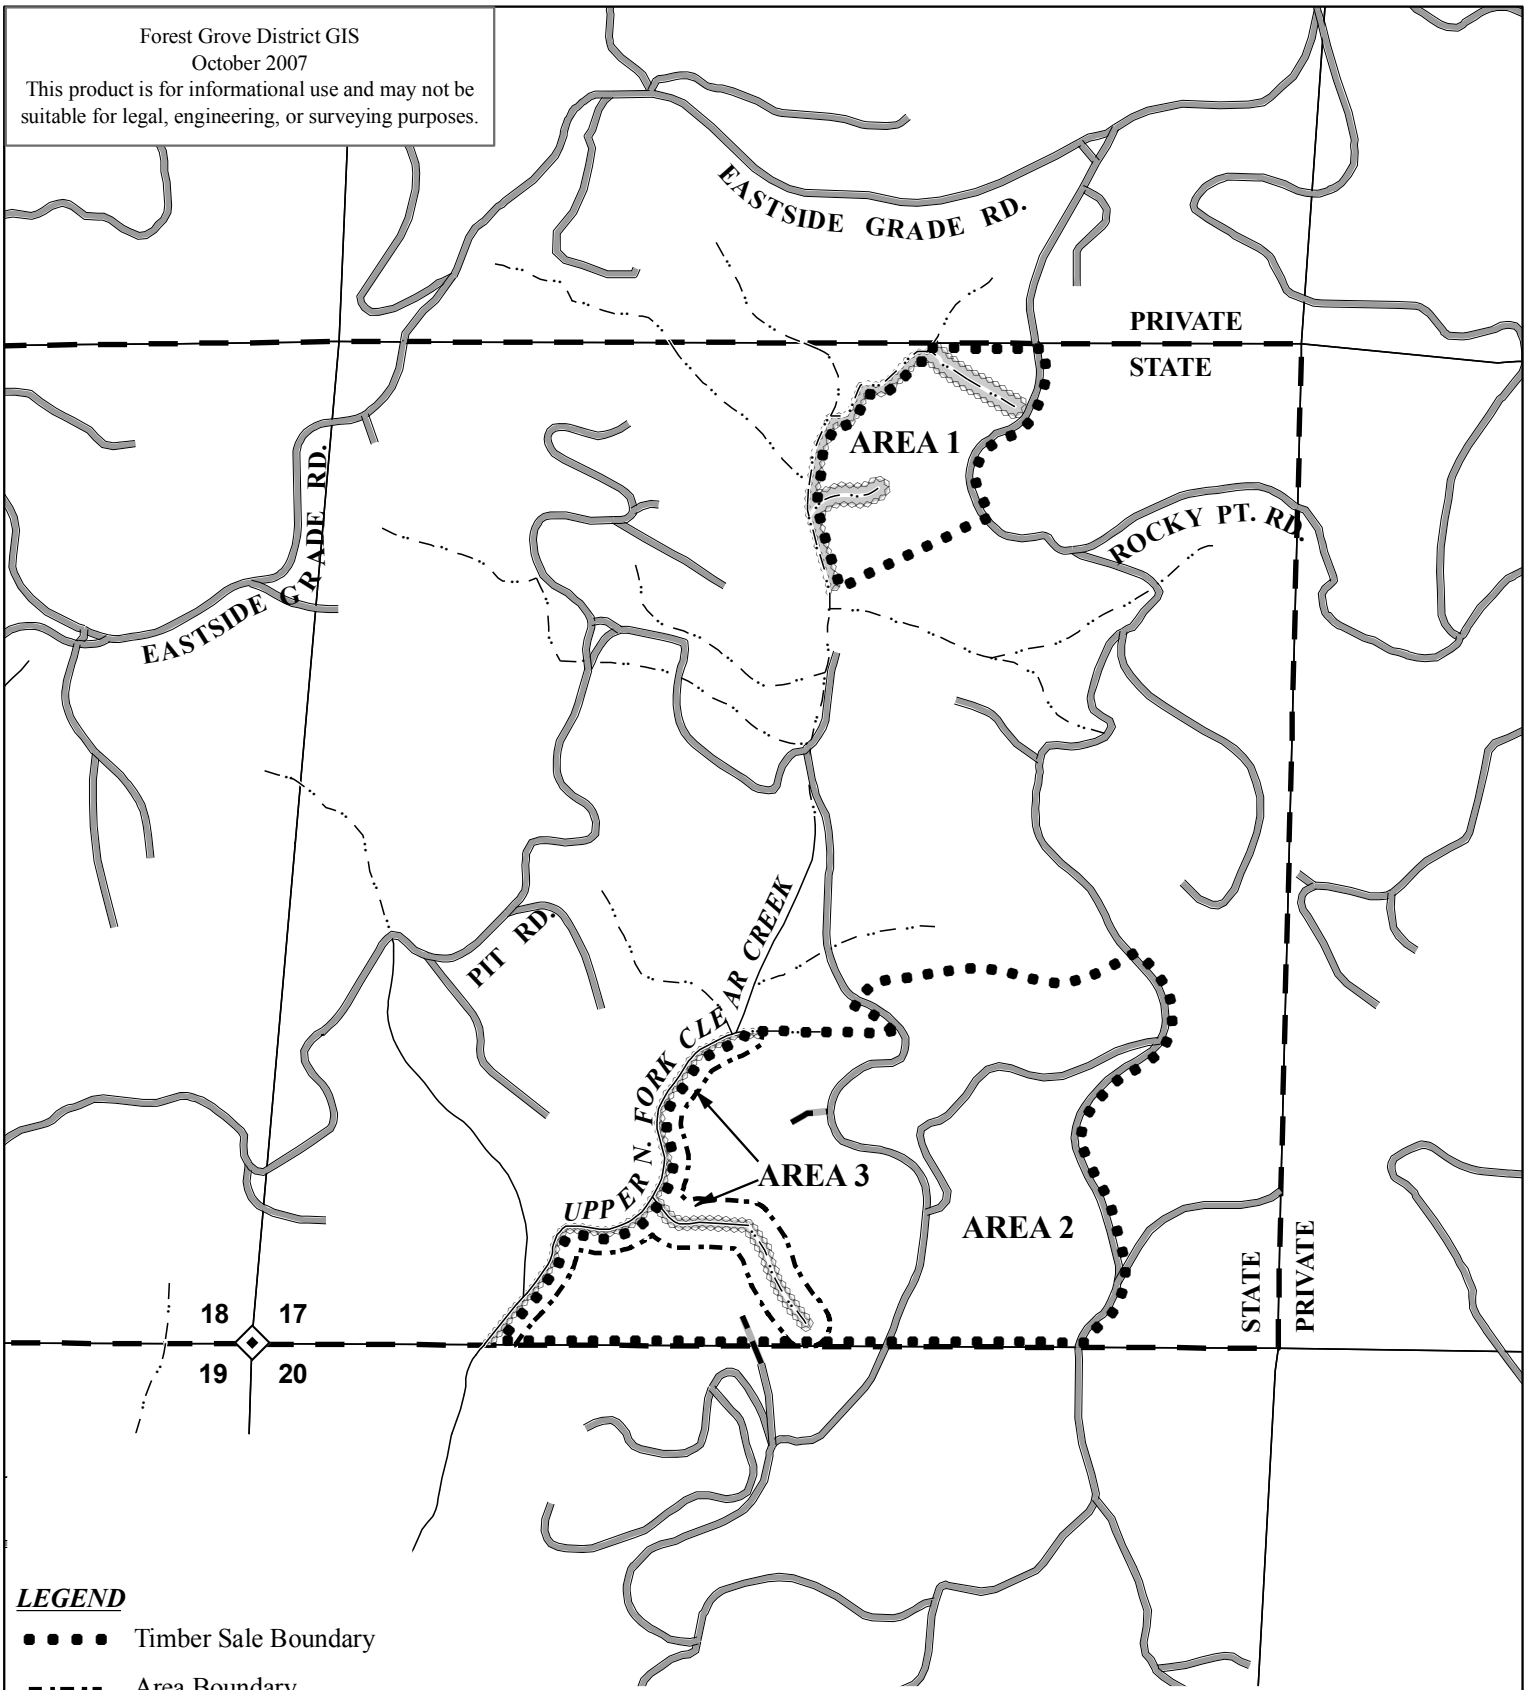 Forest Grove District GIS
October 2007
This product is for informational use and may not be
suitable for legal, engineering, or surveying purposes.
EASTSIDE GRADE RD.
PRIVATE
STATE
AREA 1
ROCKY PT. RD.
EASTSIDE GRADE RD.
PIT RD.
UPPER N. FORK CLEAR CREEK
AREA 3
AREA 2
STATE
PRIVATE
18 17
19 20
LEGEND
Timber Sale Boundary
Area Boundary